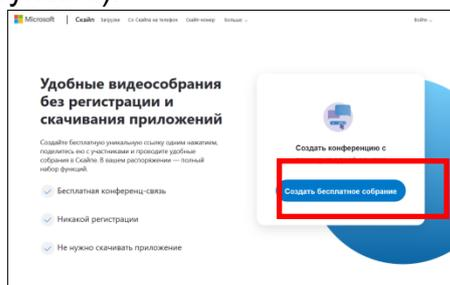 Microsoft Скайп Загрузки Со Скайпа на телефон Скайп-номер Больше Войти
Удобные видеособрания
без регистрации и
скачивания приложений
Создайте бесплатную уникальную ссылку одним нажатием,
поделитесь ею с участниками и проводите удобные
собрания в Скайпе. В вашем распоряжении — полный
набор функций.
Бесплатная конференц-связь
Никакой регистрации
Не нужно скачивать приложение
Создать конференцию с
Создать бесплатное собрание